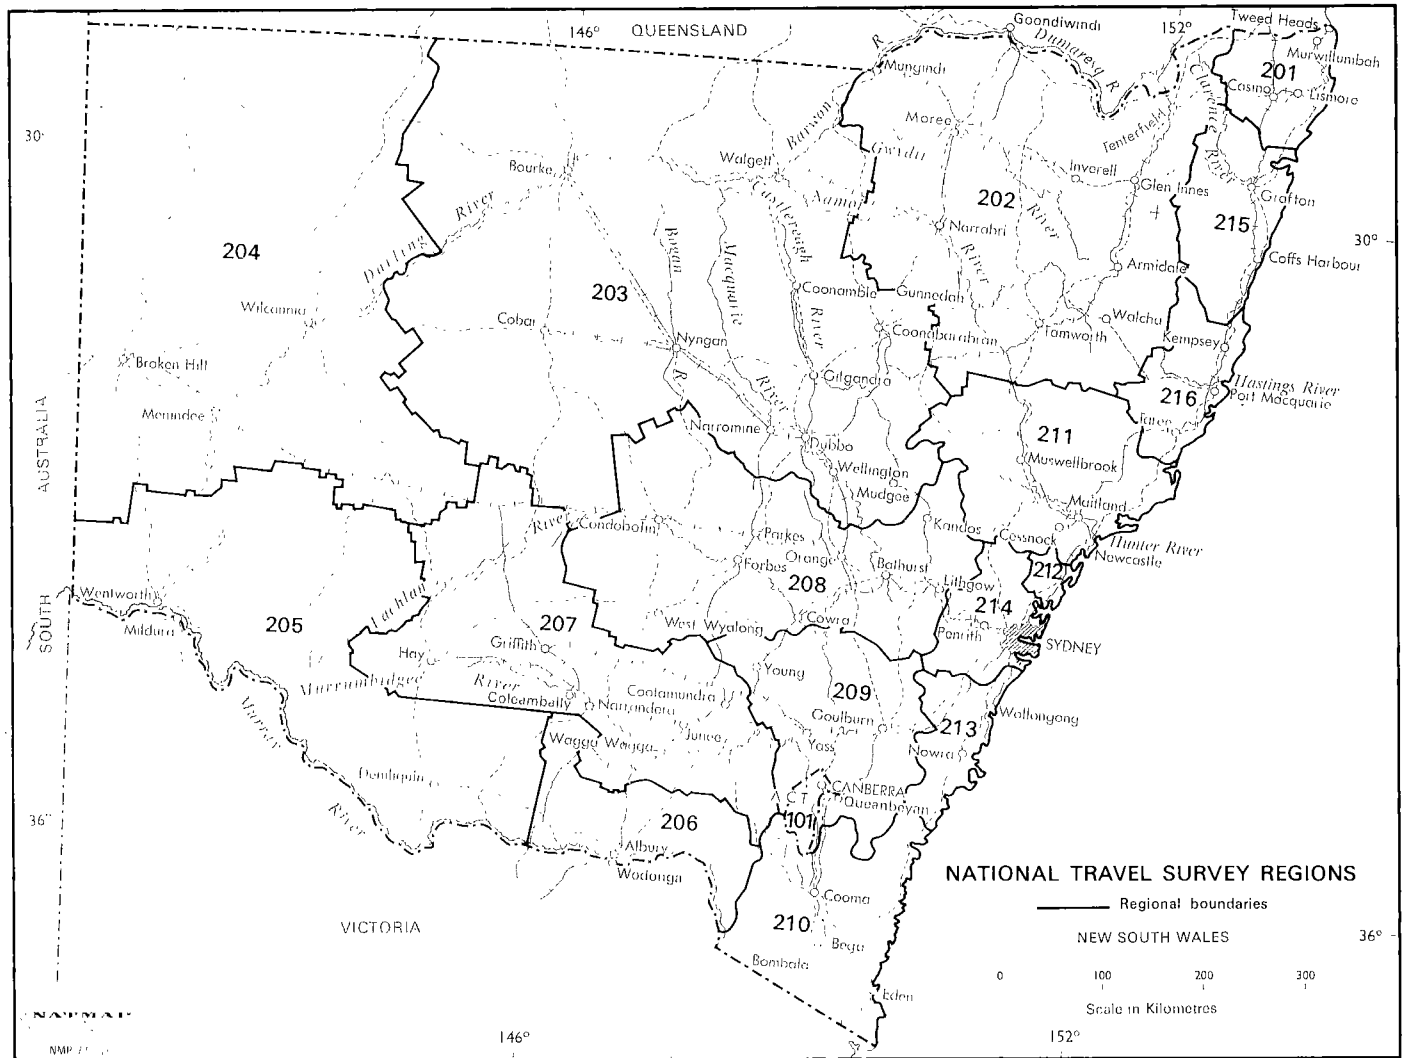 146°
QUEENSLAND
Goondiwindi
152°
Tweed Heads
Dumaresq R
R
Mungindi
Murwillumbah
201
Casino
Lismore
Clarence River
30°
Barwon
Moree
Tenterfield
Gwydir
Walgett
Bourke
Inverell
Glen Innes
Castlereagh River
Namoi River
202
River
Grafton
Darling River
215
Narrabri
204
Bogan R
Macquarie River
30°
Armidale
Coffs Harbour
203
Coonamble
Gunnedah
Wilcannia
Cobar
Walcha
Coonabarabran
Tamworth
Kempsey
Nyngan
Broken Hill
Gilgandra
Hastings River
Port Macquarie
216
Menindee
Taree
Narromine
Dubbo
211
Muswellbrook
Wellington
AUSTRALIA
Mudgee
Maitland
Lachlan River
Condobolin
Kandos
Cessnock
Parkes
Hunter River
Newcastle
Orange
Forbes
Bathurst
212
208
Lithgow
Wentworth
214
SOUTH
Mildura
205
207
West Wyalong
Cowra
Penrith
SYDNEY
Griffith
Hay
Young
Murrumbidgee River
209
Coleambally
Cootamundra
Narrandera
Goulburn
213
Wollongong
Murray River
Junee
Wagga Wagga
Yass
Nowra
Deniliquin
CANBERRA
A C T
Queanbeyan
36°
206
101
Albury
Wodonga
NATIONAL TRAVEL SURVEY REGIONS
Regional boundaries
Cooma
210
VICTORIA
Bega
NEW SOUTH WALES
36°
Bombala
0 100 200 300
Eden
Scale in Kilometres
NATMAP
NMP
146°
152°